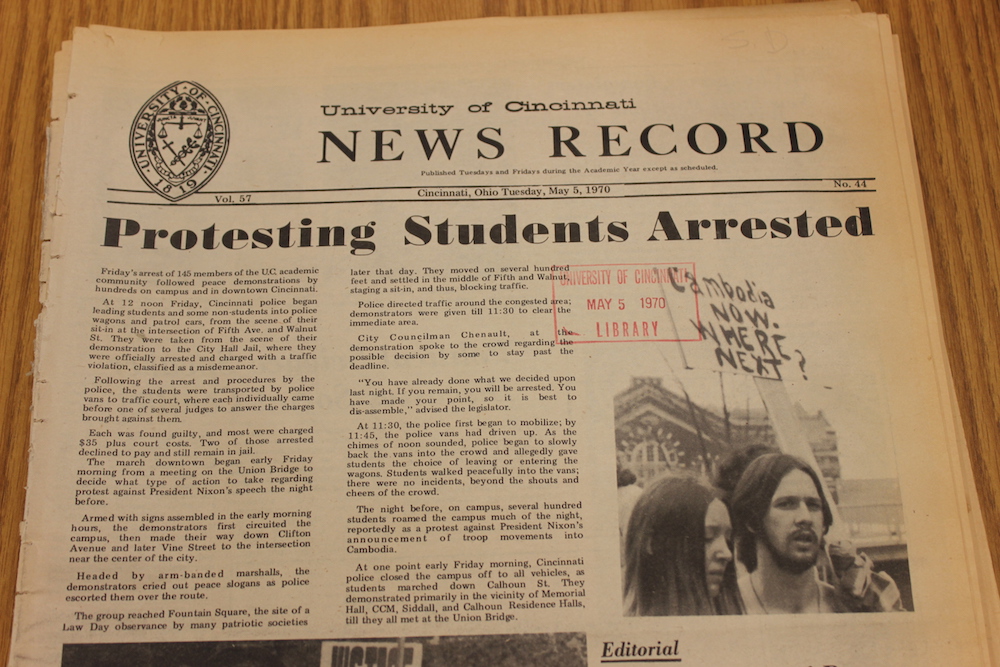 UNIVERSITY OF CINCINNATI
1819
University of Cincinnati
NEWS RECORD
Published Tuesdays and Fridays during the Academic Year except as scheduled.
Vol. 57
Cincinnati, Ohio Tuesday, May 5, 1970
No. 44
Protesting Students Arrested
Friday's arrest of 145 members of the U.C. academic
community followed peace demonstrations by
hundreds on campus and in downtown Cincinnati.
At 12 noon Friday, Cincinnati police began
leading students and some non-students into police
wagons and patrol cars, from the scene of their
sit-in at the intersection of Fifth Ave. and Walnut
St. They were taken from the scene of their
demonstration to the City Hall Jail, where they
were officially arrested and charged with a traffic
violation, classified as a misdemeanor.
Following the arrest and procedures by the
police, the students were transported by police
vans to traffic court, where each individually came
before one of several judges to answer the charges
brought against them.
Each was found guilty, and most were charged
$35 plus court costs. Two of those arrested
declined to pay and still remain in jail.
The march downtown began early Friday
morning from a meeting on the Union Bridge to
decide what type of action to take regarding
protest against President Nixon's speech the night
before.
Armed with signs assembled in the early morning
hours, the demonstrators first circuited the
campus, then made their way down Clifton
Avenue and later Vine Street to the intersection
near the center of the city.
Headed by arm-banded marshalls, the
demonstrators cried out peace slogans as police
escorted them over the route.
The group reached Fountain Square, the site of a
Law Day observance by many patriotic societies
later that day. They moved on several hundred
feet and settled in the middle of Fifth and Walnut,
staging a sit-in, and thus, blocking traffic.
Police directed traffic around the congested area;
demonstrators were given till 11:30 to clear the
immediate area.
City Councilman Chenault, at the
demonstration spoke to the crowd regarding the
possible decision by some to stay past the
deadline.
"You have already done what we decided upon
last night. If you remain, you will be arrested. You
have made your point, so it is best to
dis-assemble," advised the legislator.
At 11:30, the police first began to mobilize; by
11:45, the police vans had driven up. As the
chimes of noon sounded, police began to slowly
back the vans into the crowd and allegedly gave
students the choice of leaving or entering the
wagons. Students walked peacefully into the vans;
there were no incidents, beyond the shouts and
cheers of the crowd.
The night before, on campus, several hundred
students roamed the campus much of the night,
reportedly as a protest against President Nixon's
announcement of troop movements into
Cambodia.
At one point early Friday morning, Cincinnati
police closed the campus off to all vehicles, as
students marched down Calhoun St. They
demonstrated primarily in the vicinity of Memorial
Hall, CCM, Siddall, and Calhoun Residence Halls,
till they all met at the Union Bridge.
UNIVERSITY OF CINCINNATI
MAY 5 1970
LIBRARY
Cambodia
NOW.
WHERE
NEXT?
Editorial